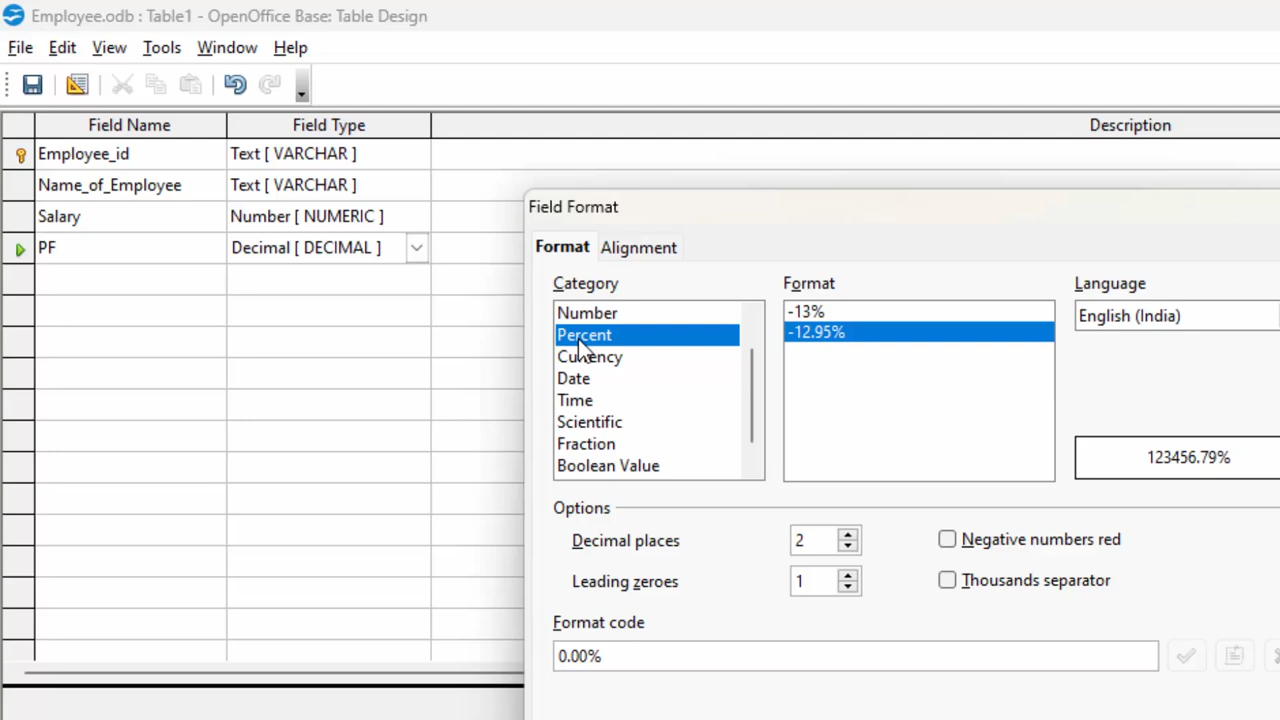 Employee.odb : Table1 - OpenOffice Base: Table Design
File Edit View Tools Window Help
Field Name Field Type Description
Employee_id Text [ VARCHAR ]
Name_of_Employee Text [ VARCHAR ]
Salary Number [ NUMERIC ]
PF Decimal [ DECIMAL ]
Field Format
Format Alignment
Category Format Language
Number
Percent
Currency
Date
Time
Scientific
Fraction
Boolean Value
-13%
-12.95%
English (India)
123456.79%
Options
Decimal places 2 Negative numbers red
Leading zeroes 1 Thousands separator
Format code
0.00%